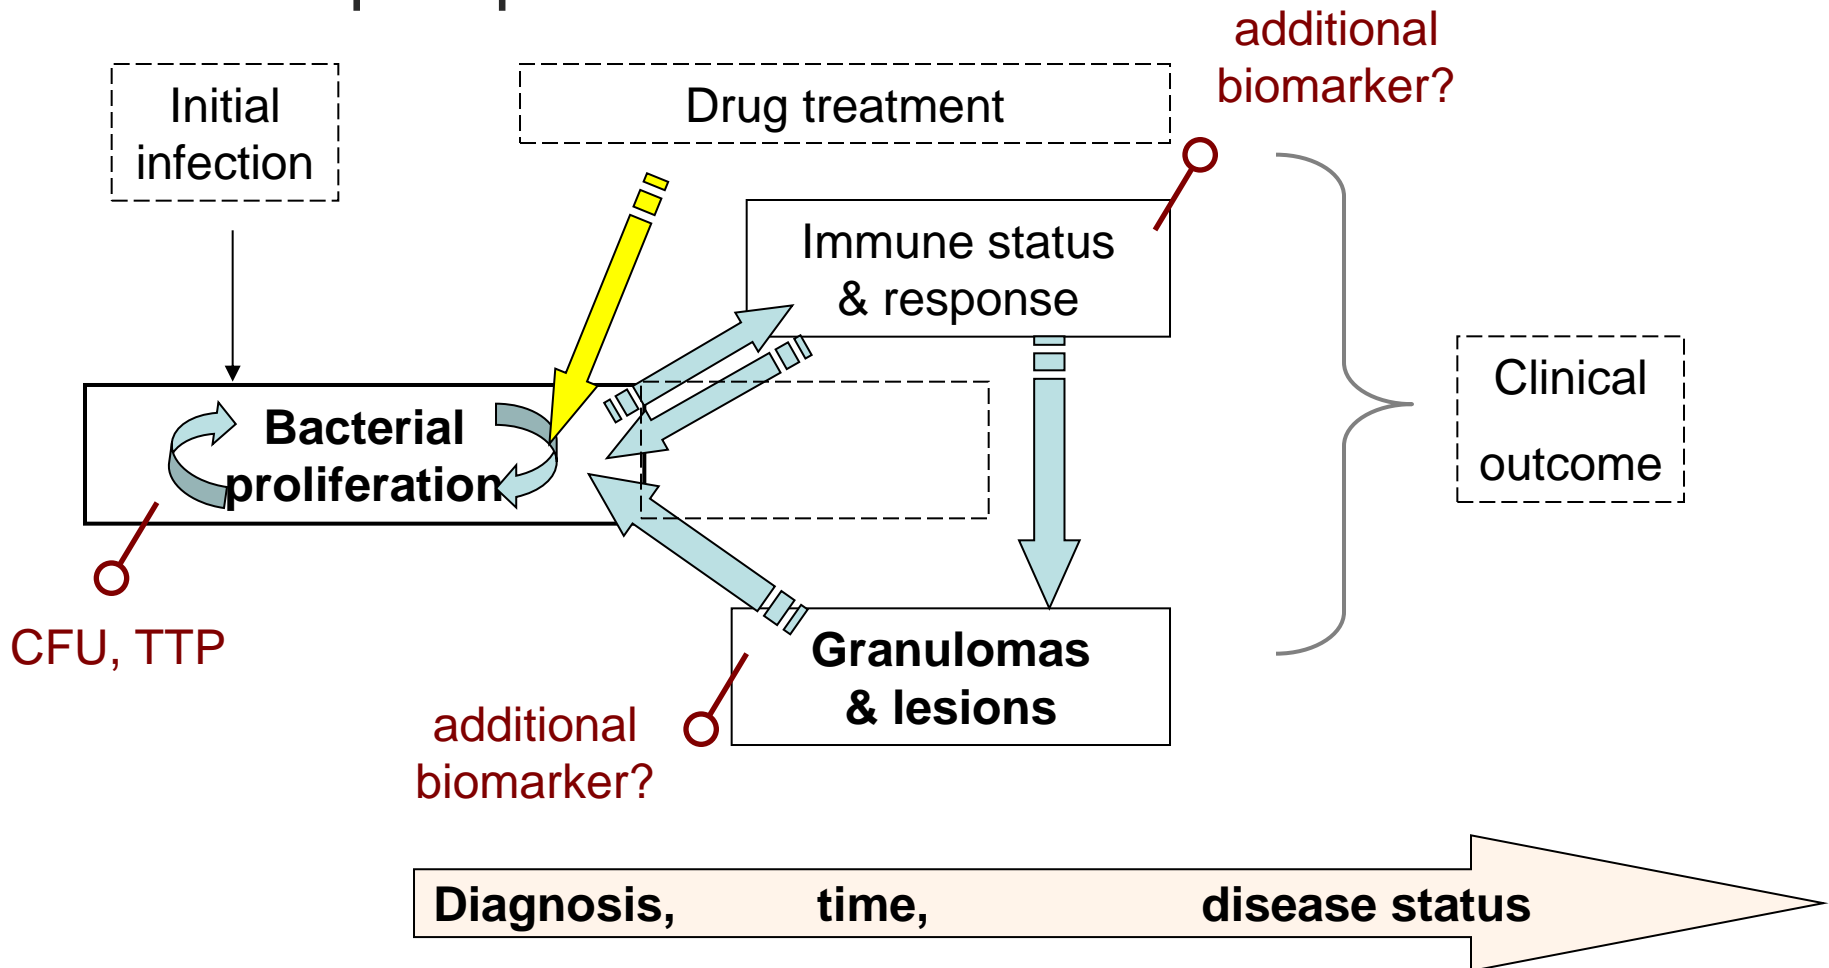 additional
biomarker?
Initial
infection
Drug treatment
Immune status
& response
Clinical
outcome
Bacterial
proliferation
CFU, TTP
Granulomas
& lesions
additional
biomarker?
Diagnosis, time, disease status